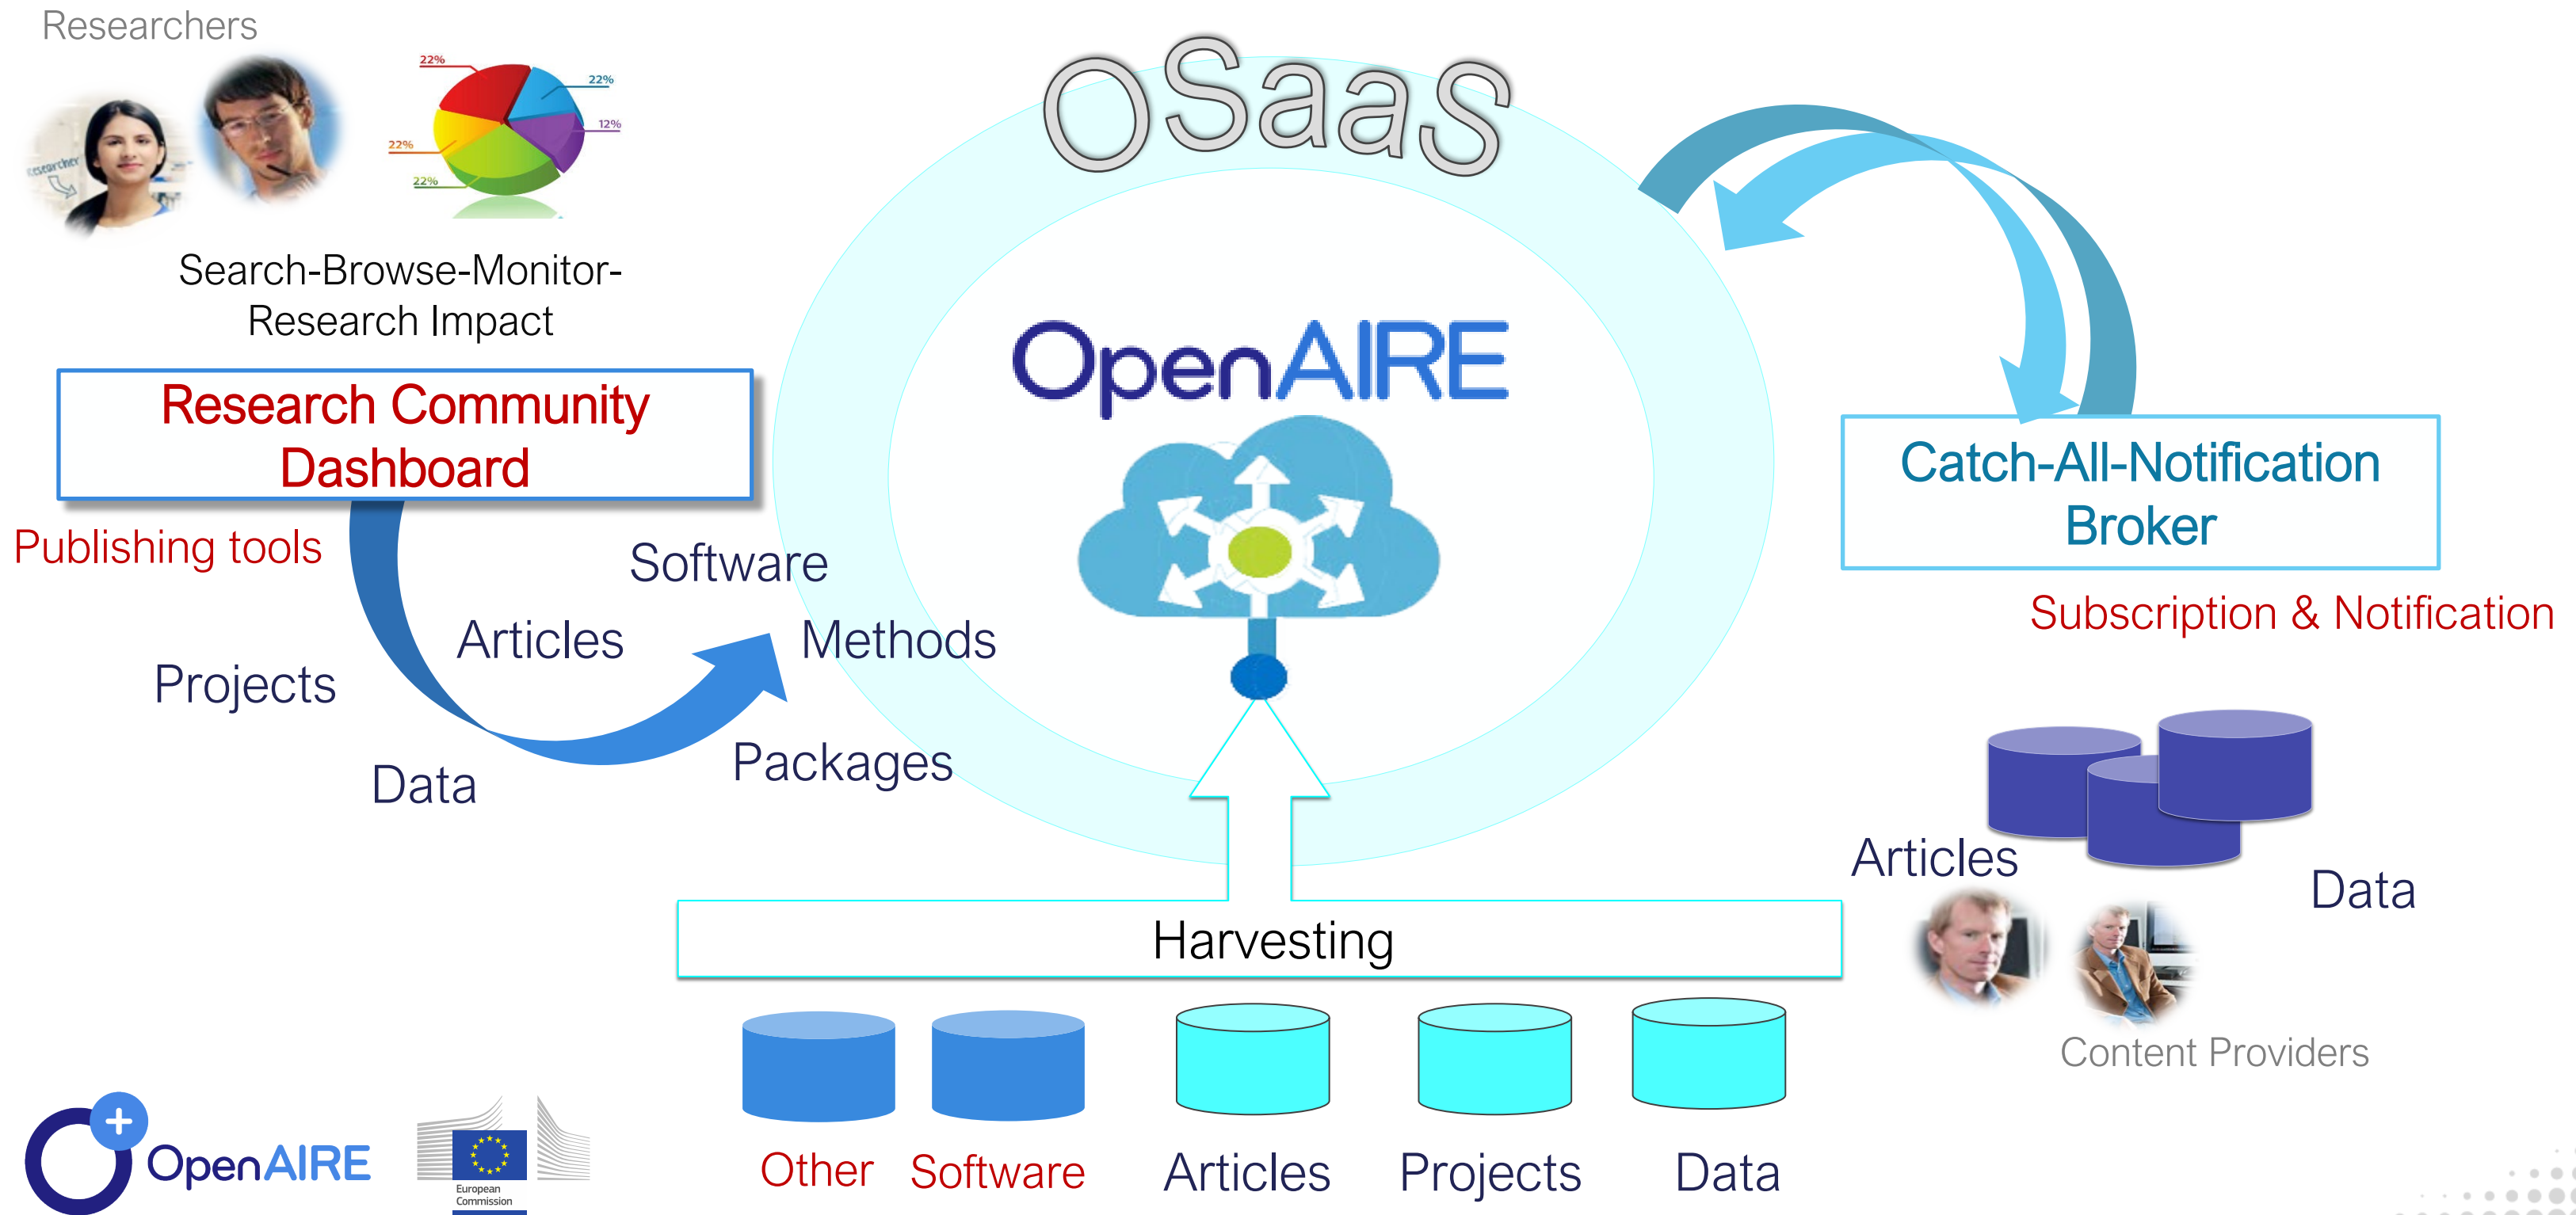 Researchers
22%
22%
12%
22%
22%
researcher
Search-Browse-Monitor-
Research Impact
Research Community
Dashboard
Publishing tools
Software
Articles
Methods
Projects
Packages
Data
OSaaS
OpenAIRE
Catch-All-Notification
Broker
Subscription & Notification
Articles
Data
Content Providers
Harvesting
Other
Software
Articles
Projects
Data
+
OpenAIRE
European
Commission